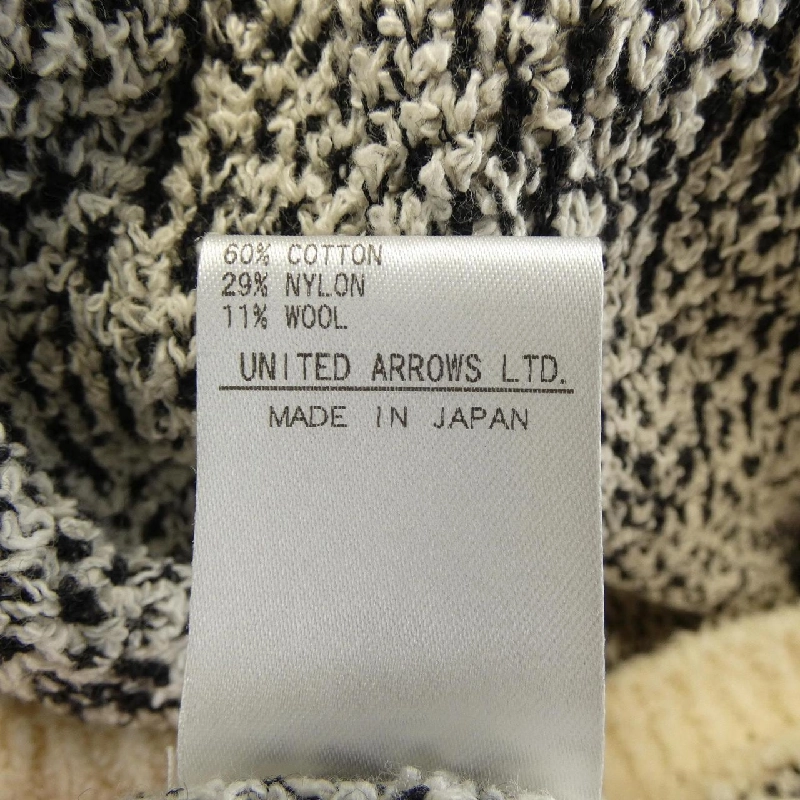 60% COTTON
29% NYLON
11% WOOL
UNITED ARROWS LTD.
MADE IN JAPAN